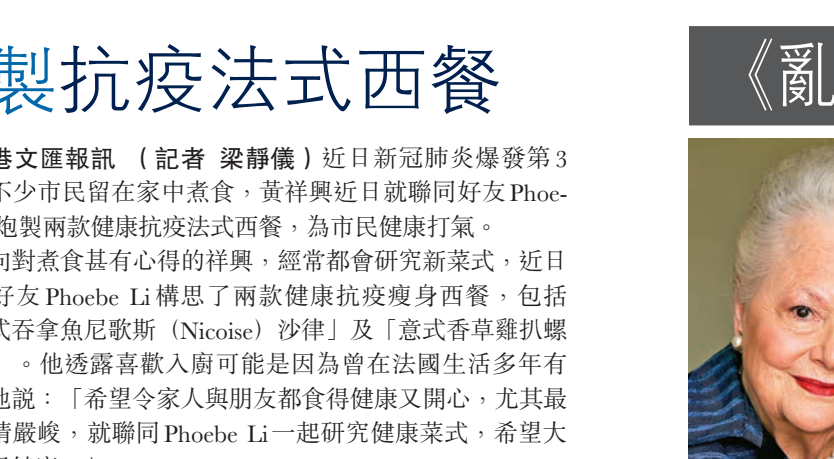 製抗疫法式西餐
港文匯報訊 （記者 梁靜儀）近日新冠肺炎爆發第3
不少市民留在家中煮食，黃祥興近日就聯同好友Phoe-
炮製兩款健康抗疫法式西餐，為市民健康打氣。
向對煮食甚有心得的祥興，經常都會研究新菜式，近日
好友Phoebe Li構思了兩款健康抗疫瘦身西餐，包括
式吞拿魚尼歌斯（Nicoise）沙律」及「意式香草雞扒螺
」。他透露喜歡入廚可能是因為曾在法國生活多年有
他説：「希望令家人與朋友都食得健康又開心，尤其最
情嚴峻，就聯同Phoebe Li一起研究健康菜式，希望大
《亂